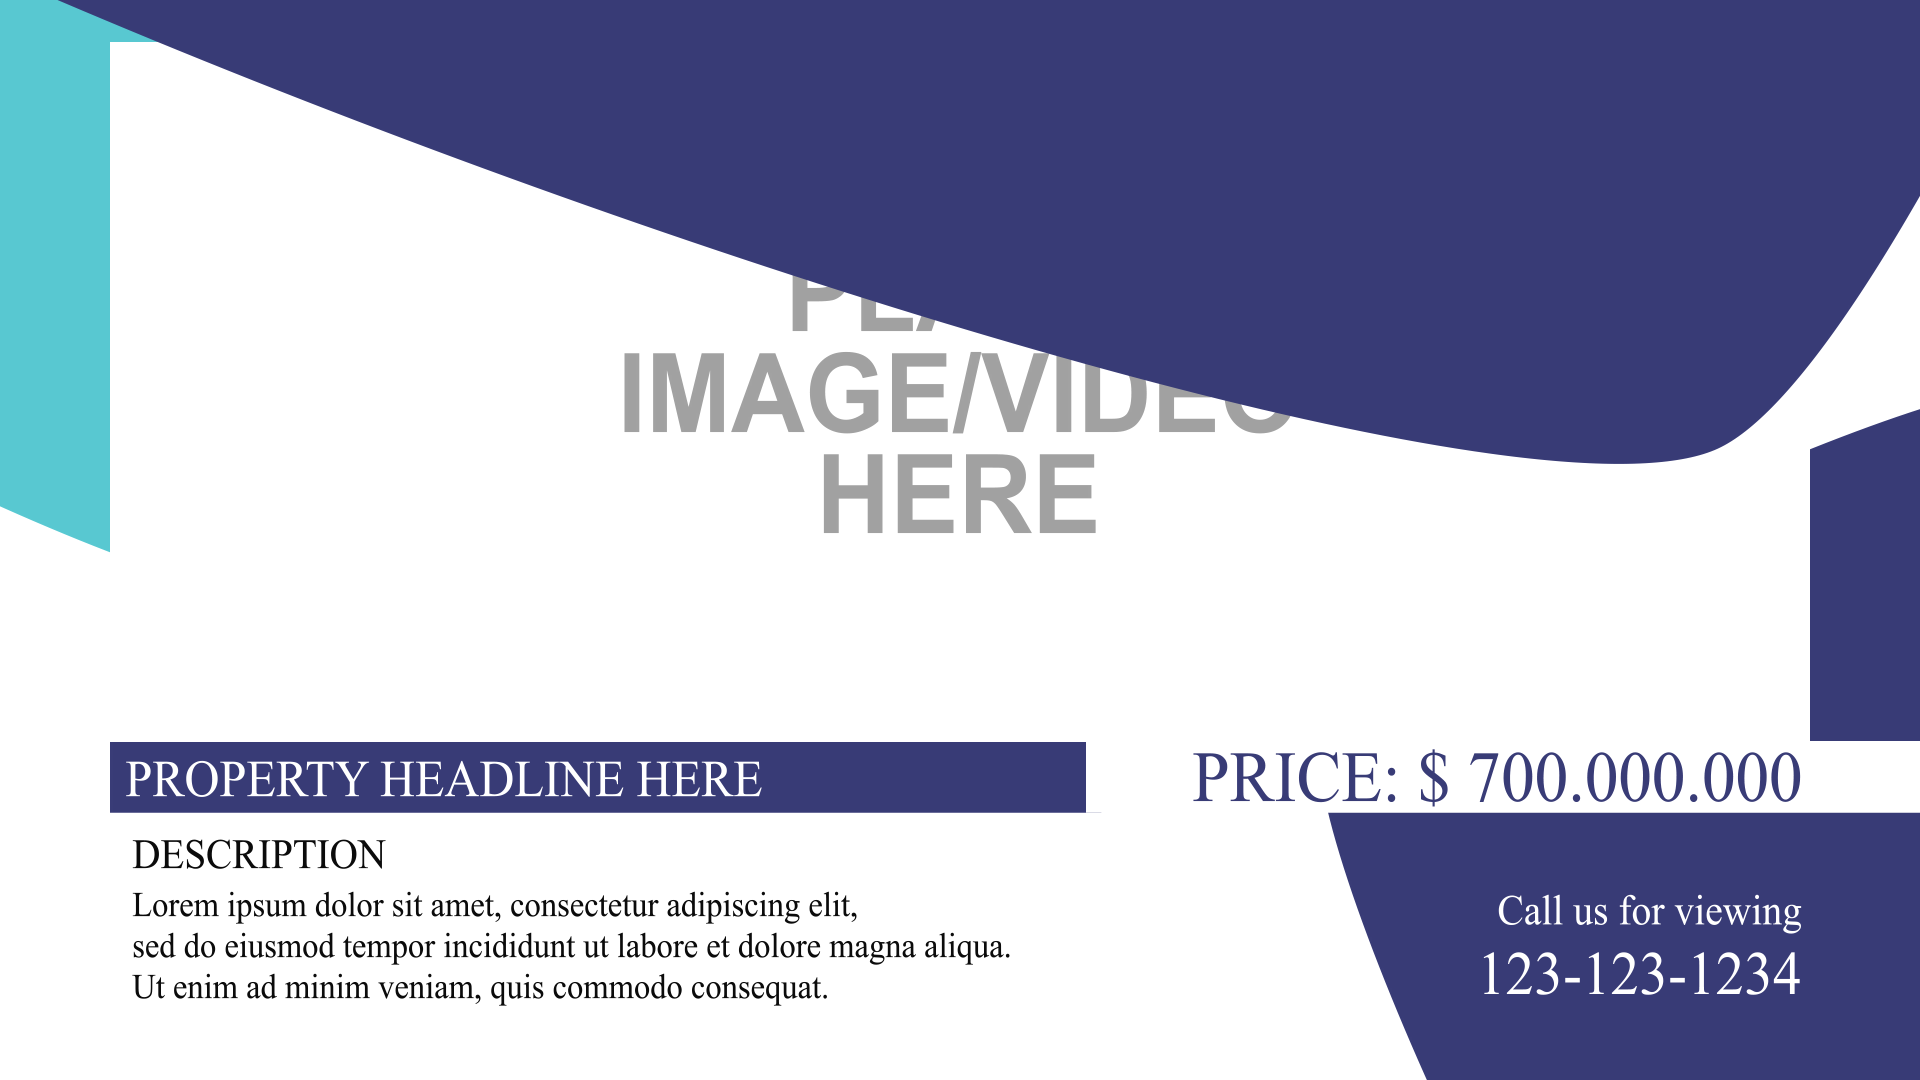 IMAGE/VIDEO
HERE
PROPERTY HEADLINE HERE
PRICE: $ 700.000.000
DESCRIPTION
Lorem ipsum dolor sit amet, consectetur adipiscing elit,
sed do eiusmod tempor incididunt ut labore et dolore magna aliqua.
Ut enim ad minim veniam, quis commodo consequat.
Call us for viewing
123-123-1234